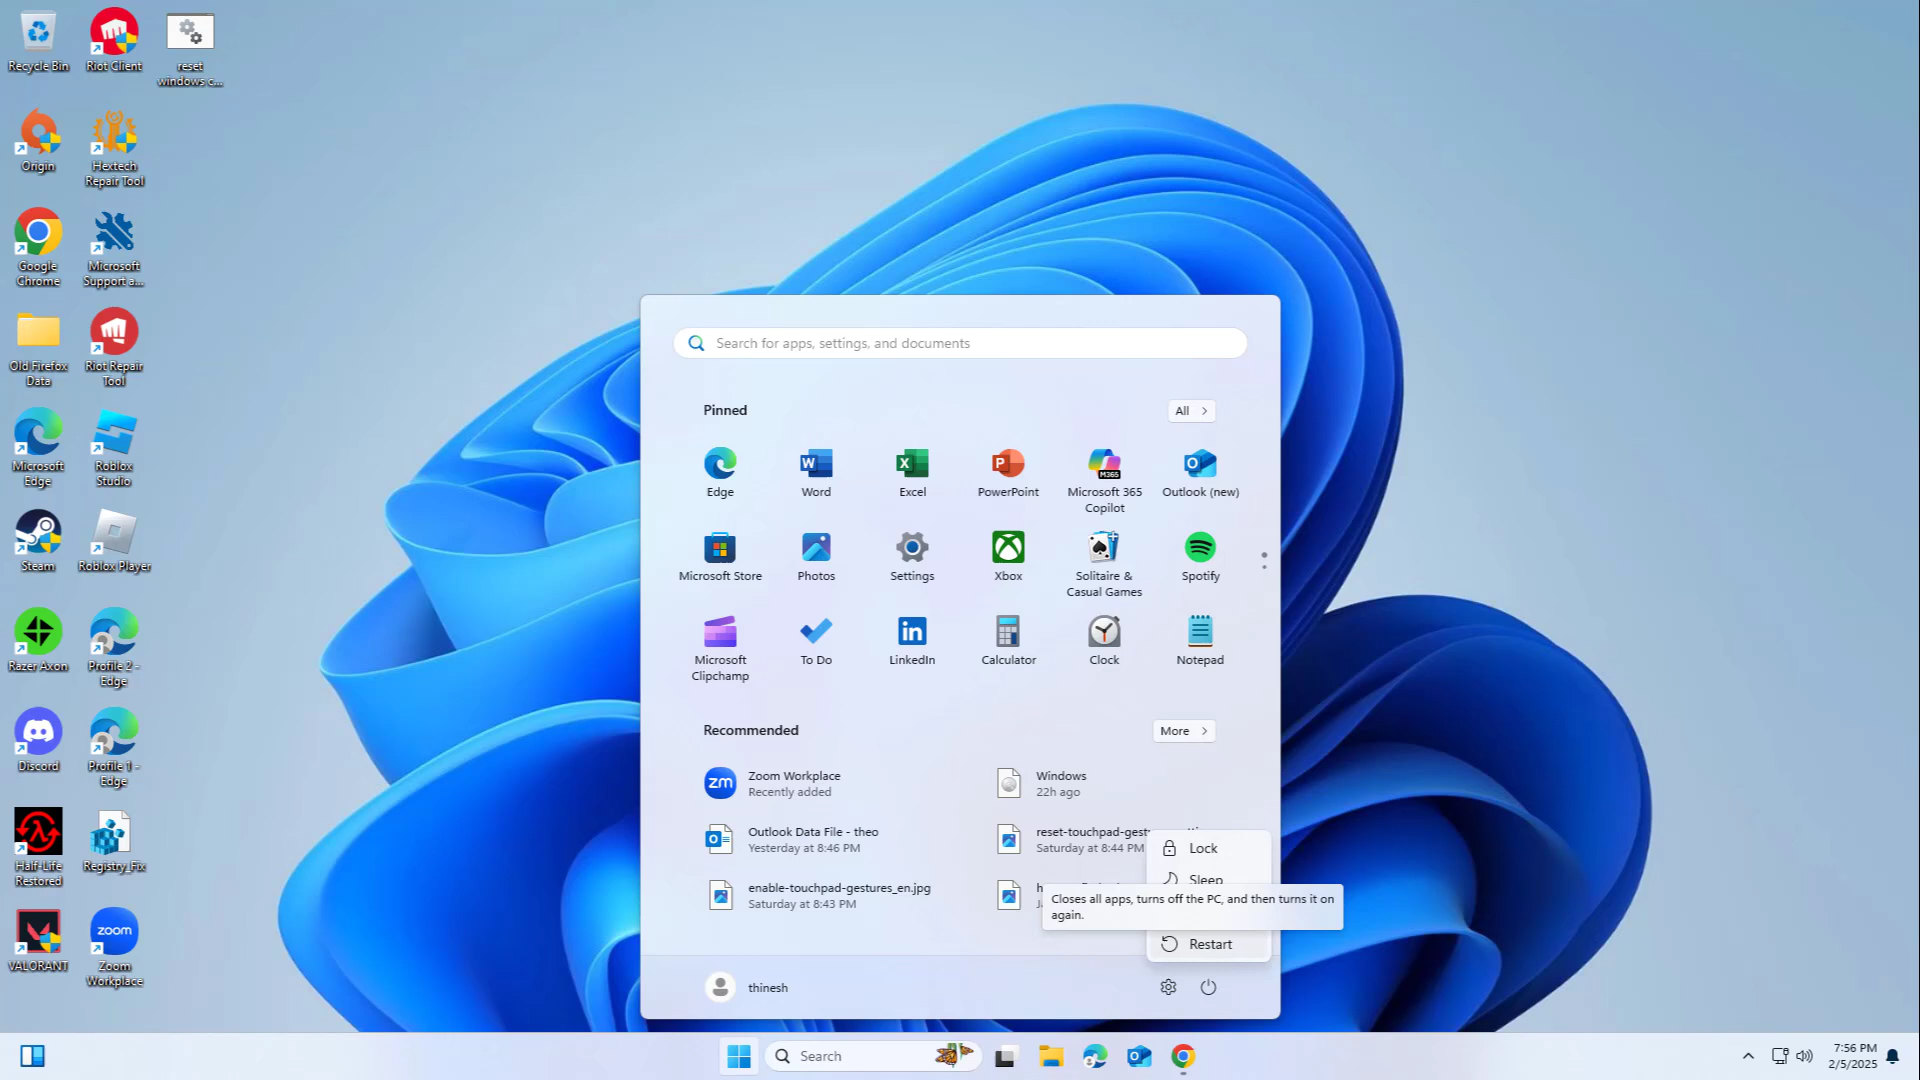 Recycle Bin
Riot Client
reset
windows c...
Origin
Hextech
Repair Tool
Google
Chrome
Microsoft
Support a...
Old Firefox
Data
Riot Repair
Tool
Microsoft
Edge
Roblox
Studio
Steam
Roblox Player
Razer Axon
Profile 2 -
Edge
Discord
Profile 1 -
Edge
Half-Life
Restored
Registry_Fix
VALORANT
zoom
Zoom
Workplace
Search for apps, settings, and documents
Pinned
All
Edge
Word
Excel
PowerPoint
M365
Microsoft 365
Copilot
Outlook (new)
Microsoft Store
Photos
Settings
Xbox
Solitaire &
Casual Games
Spotify
Microsoft
Clipchamp
To Do
LinkedIn
Calculator
Clock
Notepad
Recommended
More
zm
Zoom Workplace
Recently added
Windows
22h ago
Outlook Data File - theo
Yesterday at 8:46 PM
reset-touchpad-gest
Saturday at 8:44 PM
enable-touchpad-gestures_en.jpg
Saturday at 8:43 PM
Lock
Sleep
Closes all apps, turns off the PC, and then turns it on
again.
Restart
thinesh
Search
7:56 PM
2/5/2025